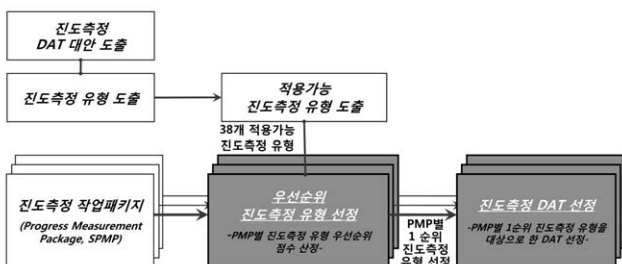 진도측정
DAT 대안 도출
진도측정 유형 도출
적용가능
진도측정 유형 도출
38개 적용가능
진도측정 유형
진도측정 작업패키지
(Progress Measurement
Package, SPMP)
우선순위
진도측정 유형 선정
-PMP별 진도측정 유형 우선순위
점수 산정-
PMP별
1 순위
진도측정
유형 선정
진도측정 DAT 선정
-PMP별 1순위 진도측정 유형을
대상으로 한 DAT 선정-